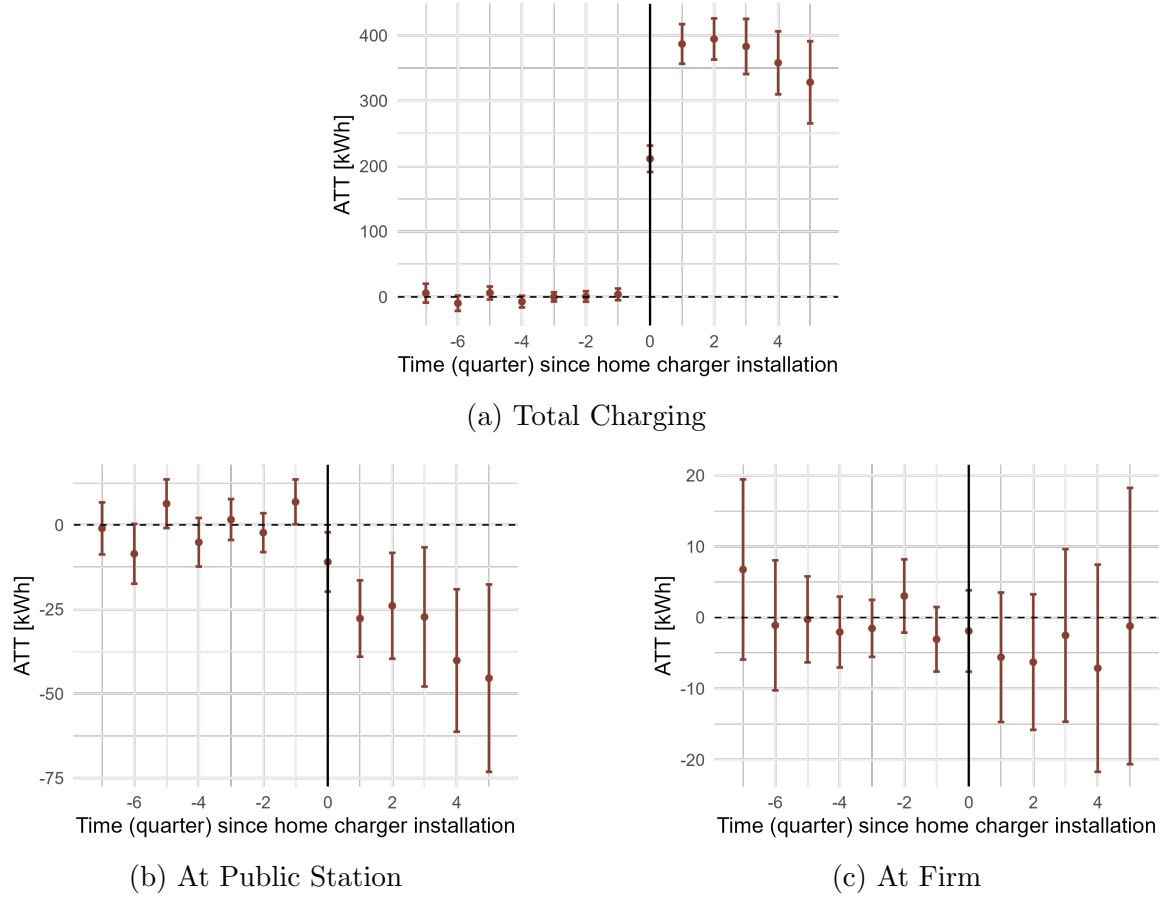 400
300
200
100
0
ATT [kWh]
-6 -4 -2 0 2 4
Time (quarter) since home charger installation
(a) Total Charging
0
-25
-50
-75
ATT [kWh]
-6 -4 -2 0 2 4
Time (quarter) since home charger installation
(b) At Public Station
20
10
0
-10
-20
ATT [kWh]
-6 -4 -2 0 2 4
Time (quarter) since home charger installation
(c) At Firm